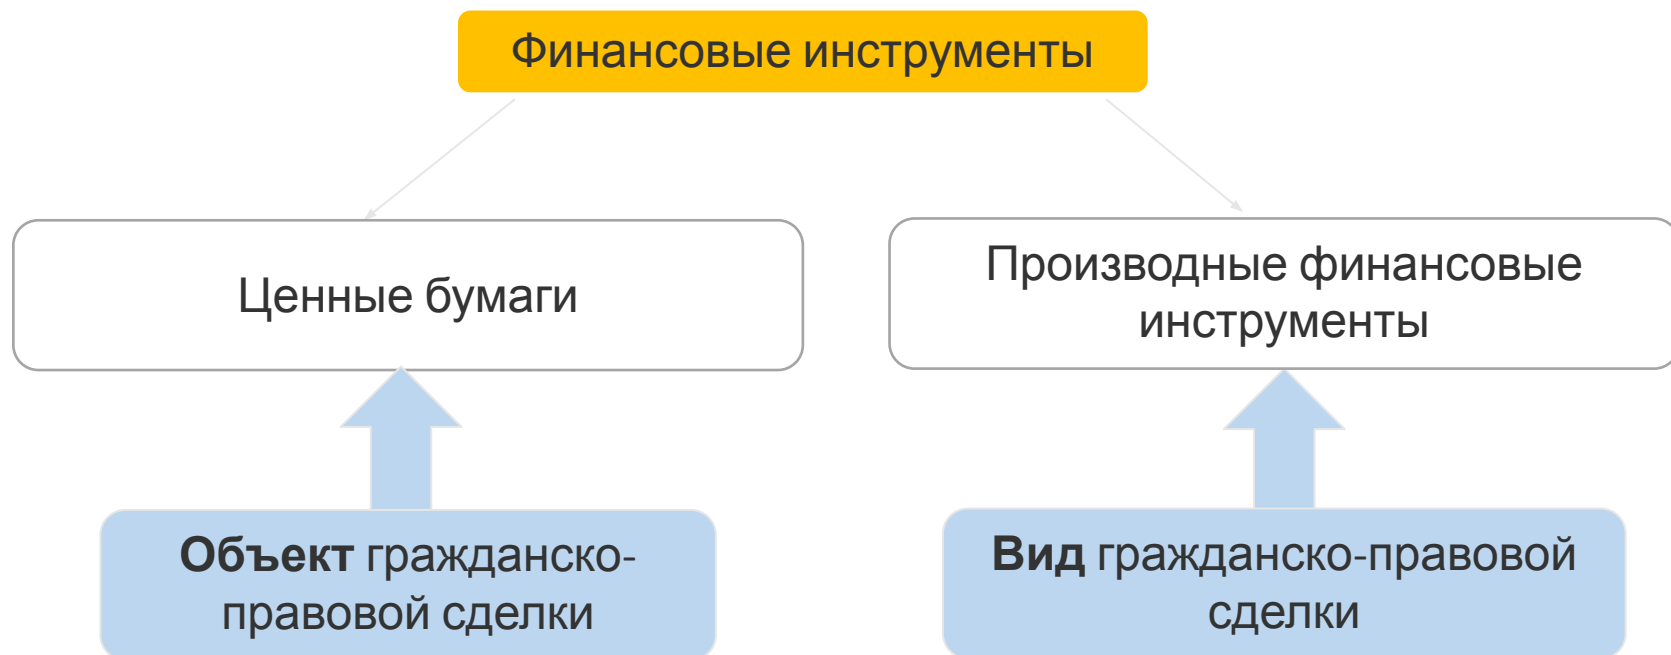 Финансовые инструменты
Ценные бумаги
Производные финансовые
инструменты
Объект гражданско-
правовой сделки
Вид гражданско-правовой
сделки